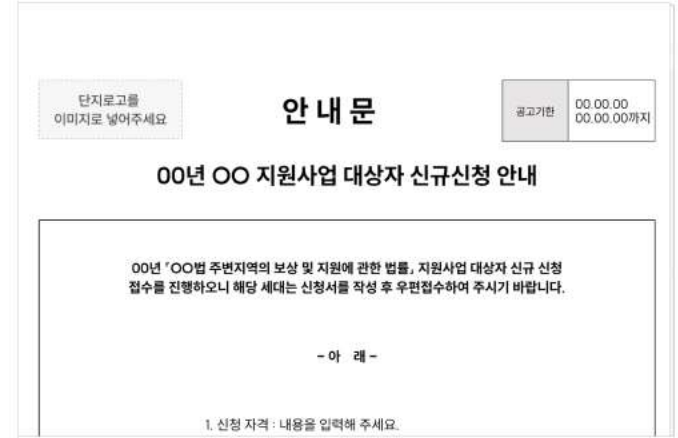 단지로고를
이미지로 넣어주세요
안 내 문
공고기한
00.00.00
00.00.00까지
00년 OO 지원사업 대상자 신규신청 안내
00년 「OO법 주변지역의 보상 및 지원에 관한 법률」 지원사업 대상자 신규 신청
접수를 진행하오니 해당 세대는 신청서를 작성 후 우편접수하여 주시기 바랍니다.
- 아 래 -
1. 신청 자격 : 내용을 입력해 주세요.